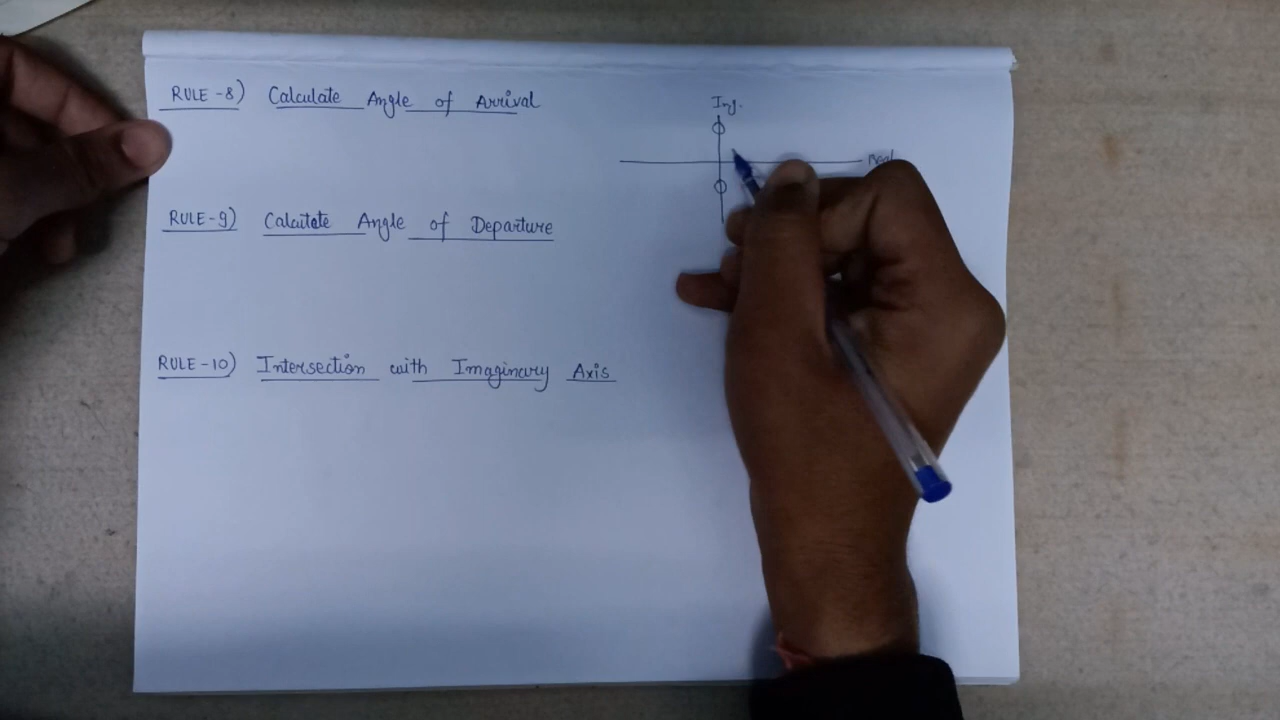 RULE-8) Calculate Angle of Arrival
Img.
Real
RULE-9) Calcutate Angle of Departure
RULE-10) Intersection with Imaginary Axis